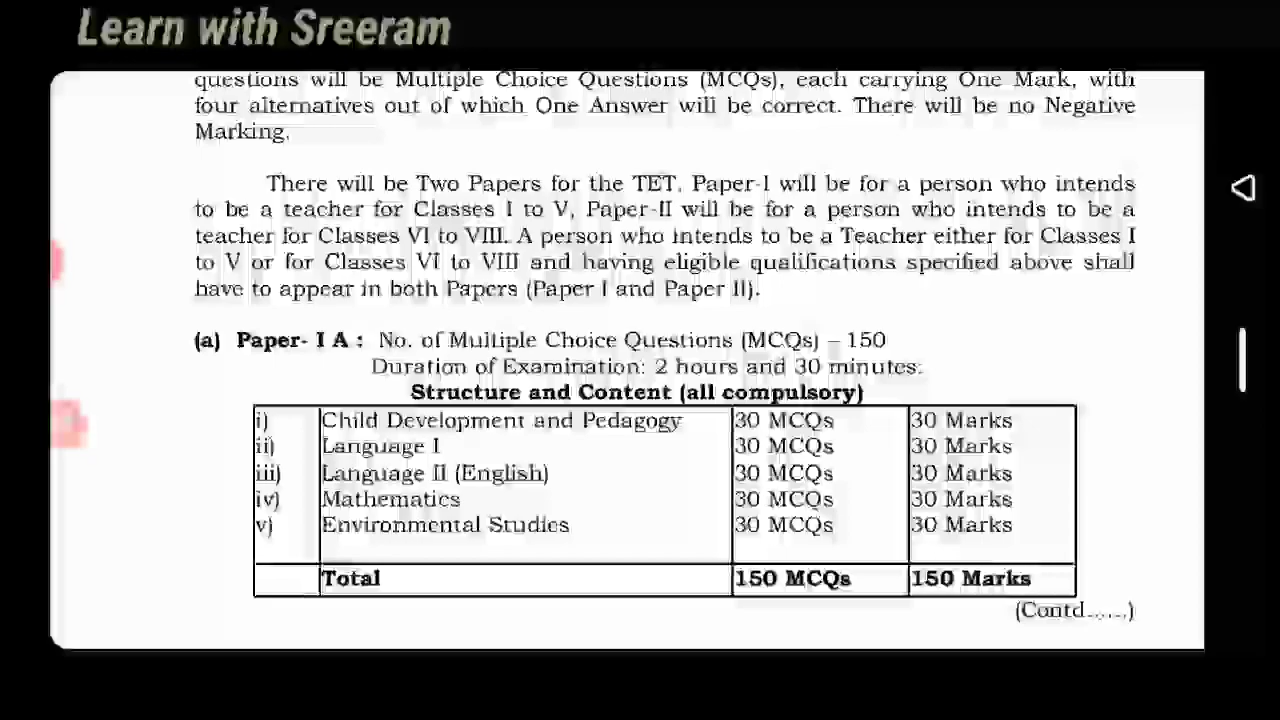 Learn with Sreeram
questions will be Multiple Choice Questions (MCQs), each carrying One Mark, with
four alternatives out of which One Answer will be correct. There will be no Negative
Marking.
There will be Two Papers for the TET. Paper-I will be for a person who intends
to be a teacher for Classes I to V, Paper-II will be for a person who intends to be a
teacher for Classes VI to VIII. A person who intends to be a Teacher either for Classes I
to V or for Classes VI to VIII and having eligible qualifications specified above shall
have to appear in both Papers (Paper I and Paper II).
(a) Paper- I A : No. of Multiple Choice Questions (MCQs) – 150
Duration of Examination: 2 hours and 30 minutes.
Structure and Content (all compulsory)
i) Child Development and Pedagogy 30 MCQs 30 Marks
ii) Language I 30 MCQs 30 Marks
iii) Language II (English) 30 MCQs 30 Marks
iv) Mathematics 30 MCQs 30 Marks
v) Environmental Studies 30 MCQs 30 Marks
Total 150 MCQs 150 Marks
(Contd......)